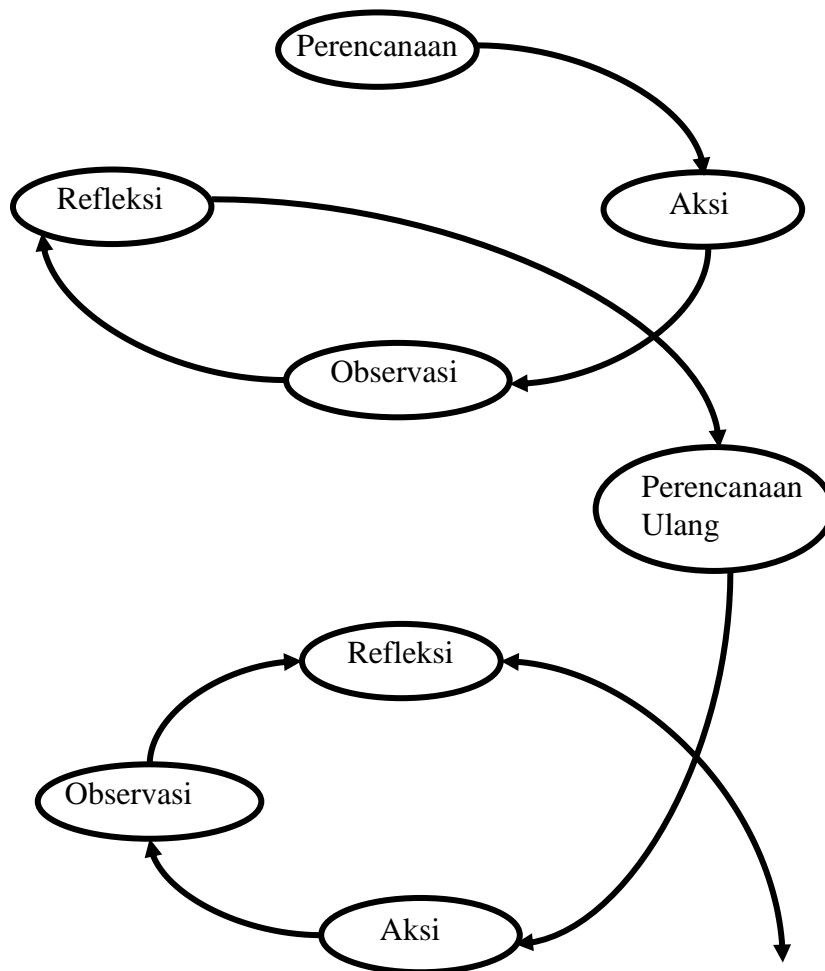 Perencanaan
Refleksi
Aksi
Observasi
Perencanaan
Ulang
Refleksi
Observasi
Aksi